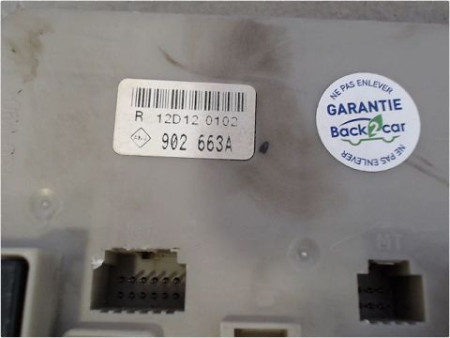 R 12D12 0102
902 663A
NE PAS ENLEVER
GARANTIE
Back2car
NE PAS ENLEVER
MT